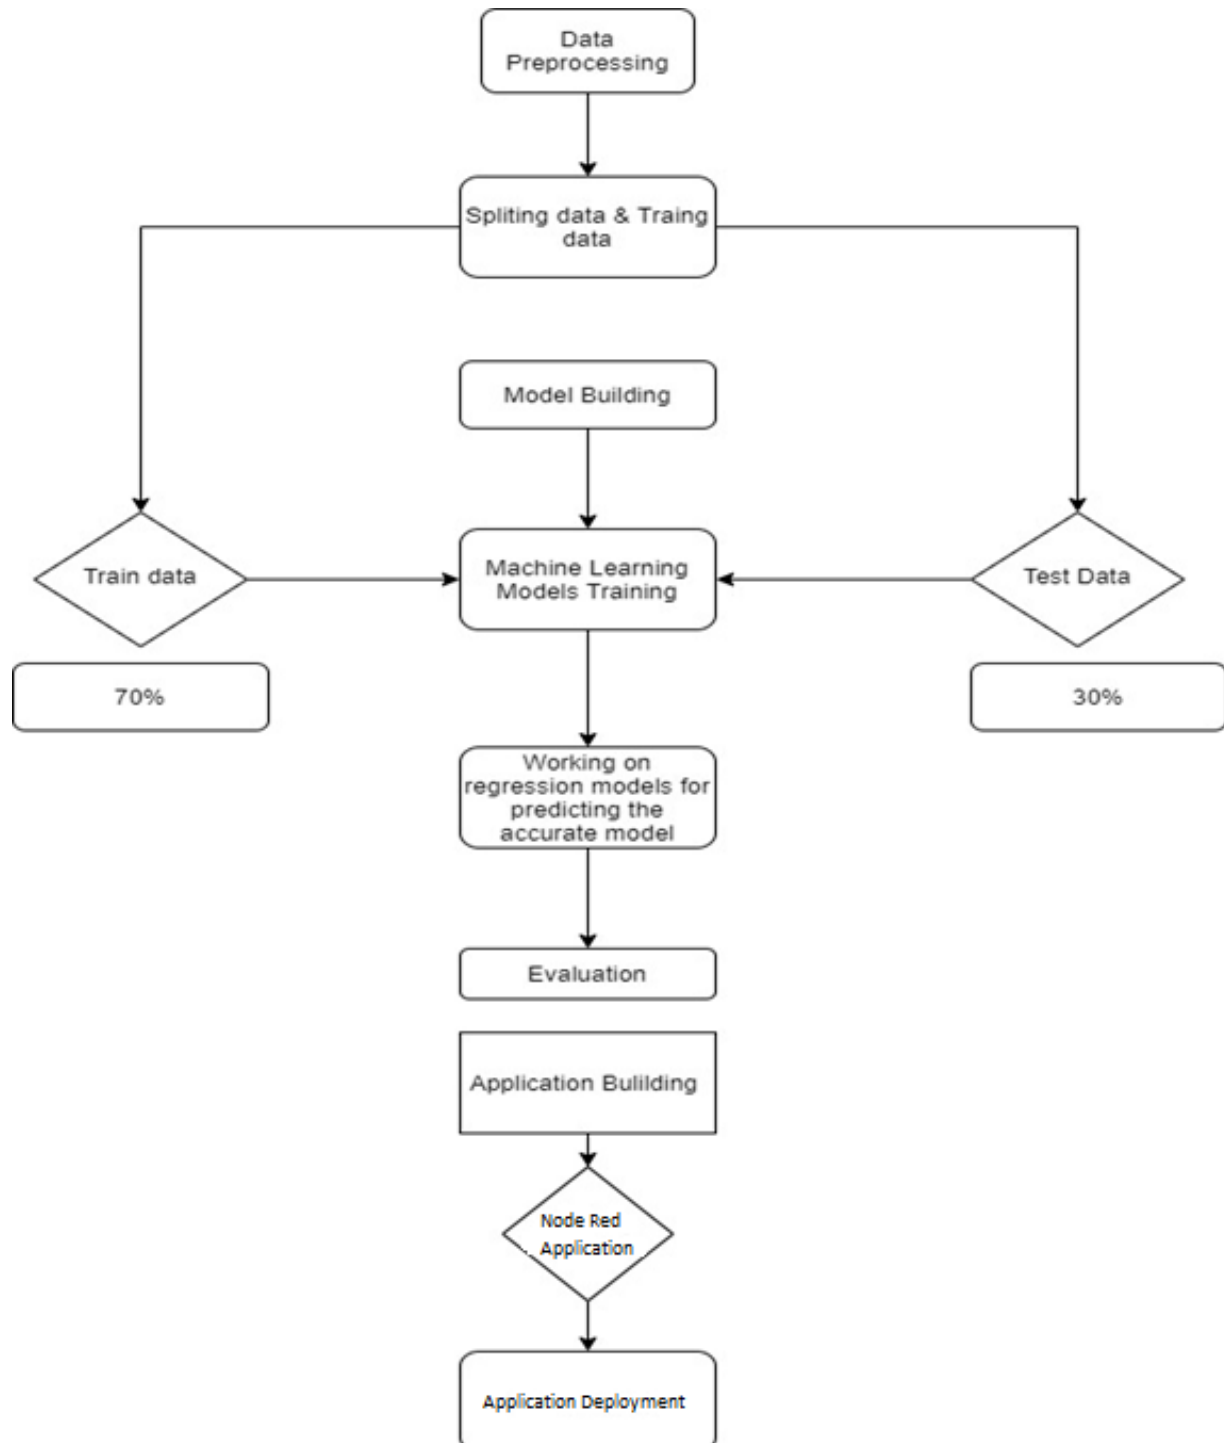 Data
Preprocessing
Spliting data & Traing
data
Model Building
Train data
Machine Learning
Models Training
Test Data
70%
30%
Working on
regression models for
predicting the
accurate model
Evaluation
Application Bulilding
Node Red
Application
Application Deployment